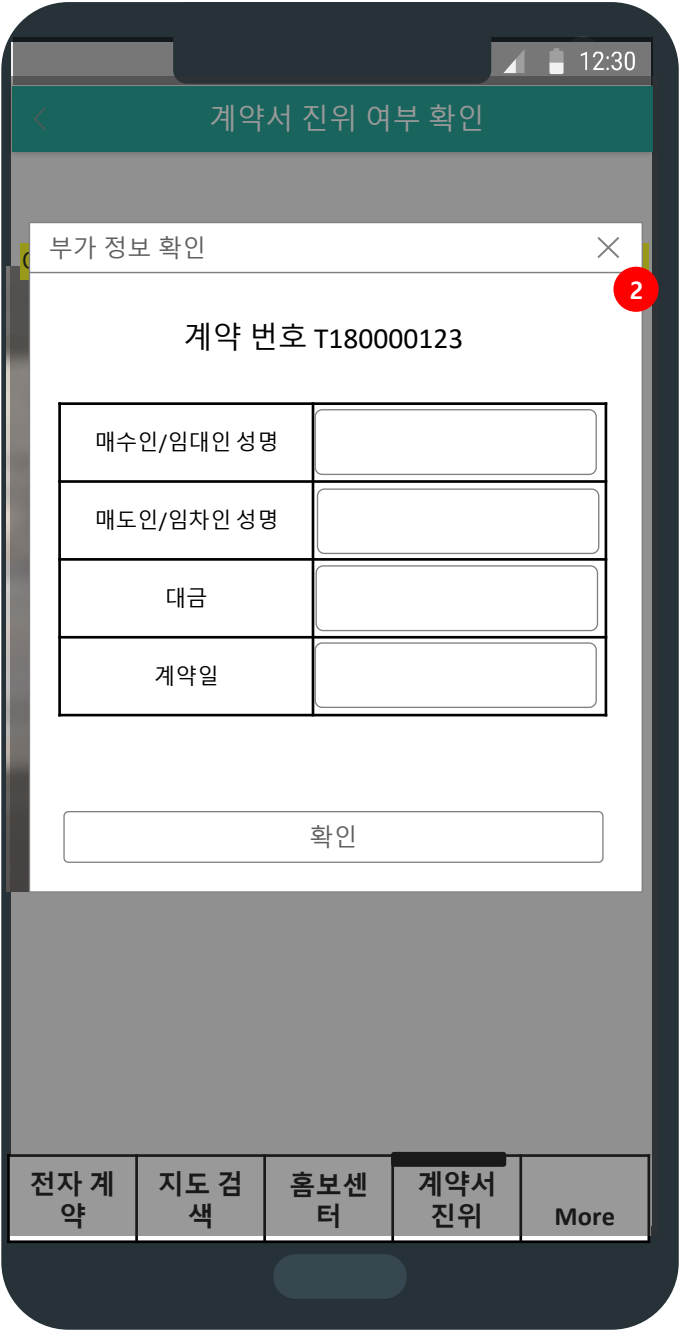 12:30
계약서 진위 여부 확인
부가 정보 확인
2
계약 번호 T180000123
매수인/임대인 성명
매도인/임차인 성명
대금
계약일
확인
전자 계
약
지도 검
색
홈보센
터
계약서
진위
More